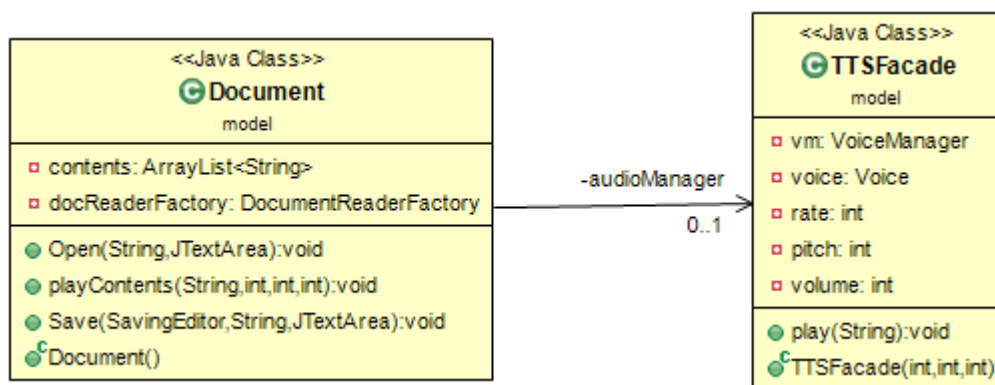 <<Java Class>>
Document
model
contents: ArrayList<String>
docReaderFactory: DocumentReaderFactory
Open(String,JTextArea):void
playContents(String,int,int,int):void
Save(SavingEditor,String,JTextArea):void
Document()
-audioManager
0..1
<<Java Class>>
TTSFacade
model
vm: VoiceManager
voice: Voice
rate: int
pitch: int
volume: int
play(String):void
TTSFacade(int,int,int)